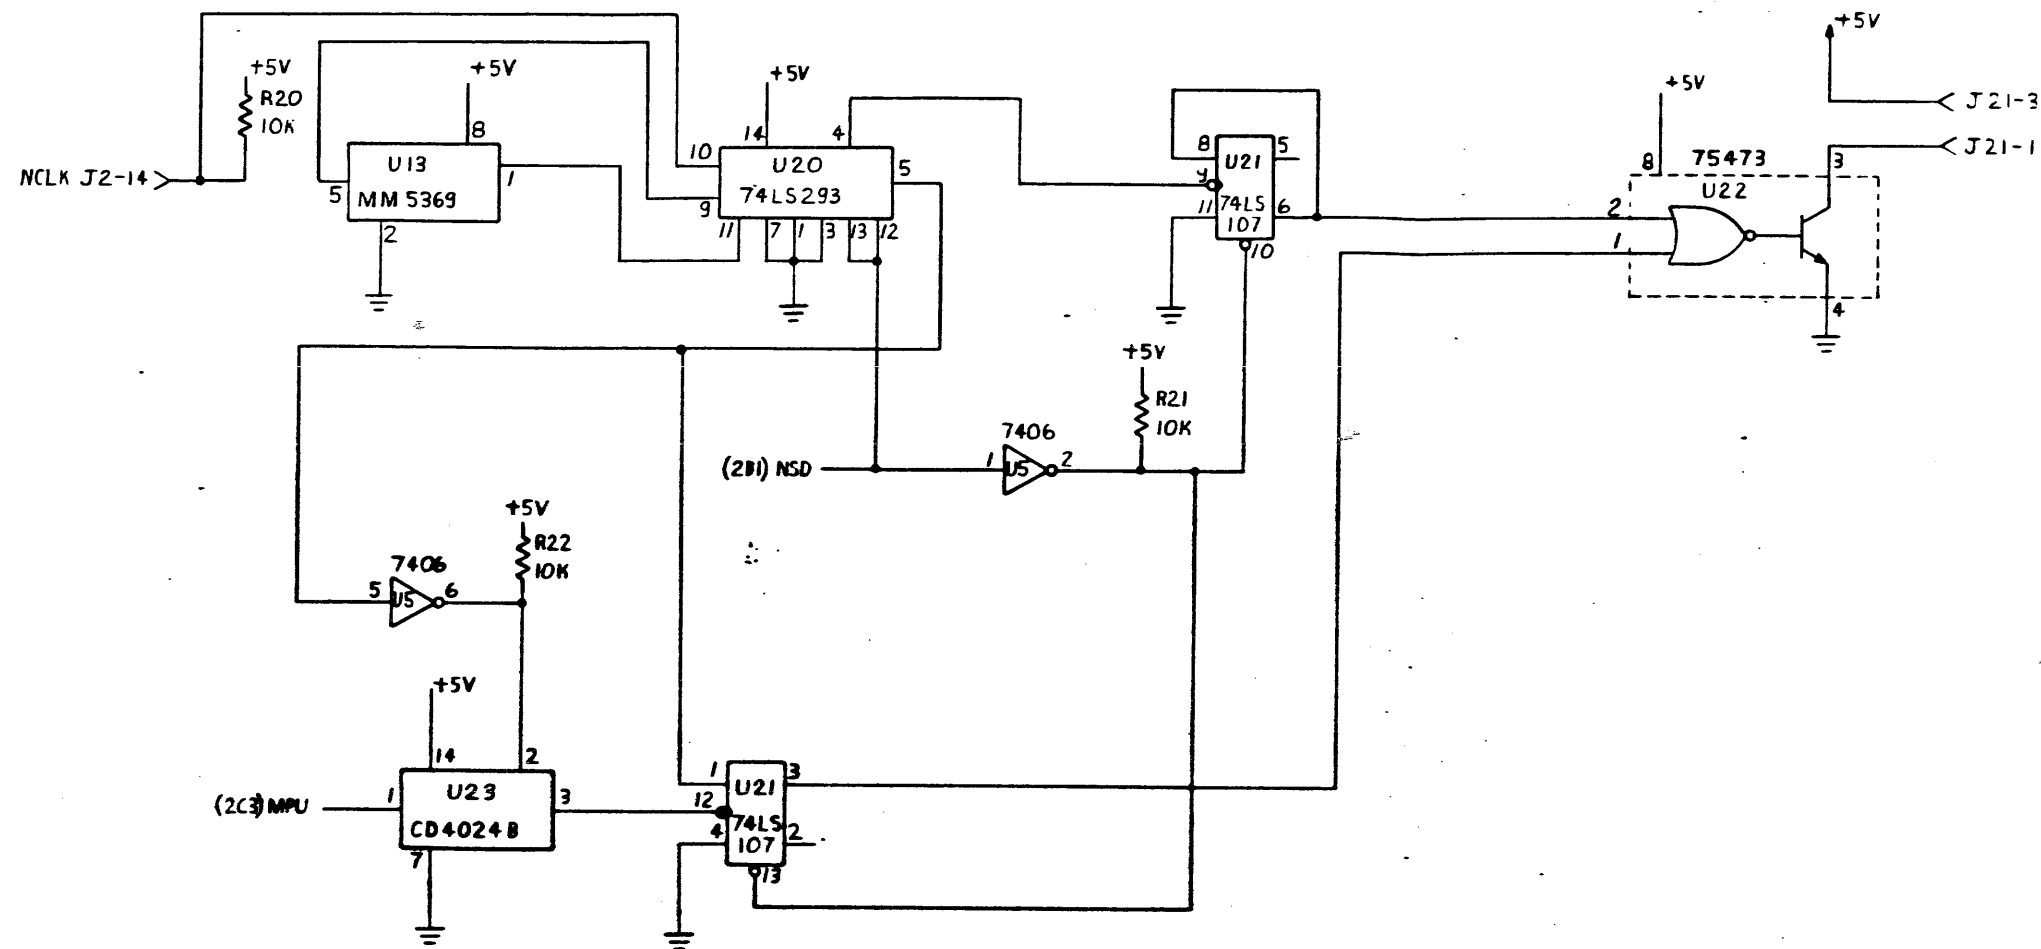 +5V
R20
10K
NCLK J2-14
+5V
8
U13
MM5369
5
1
2
+5V
14
4
10
U20
5
74LS293
9
11
7
1
3
13
12
8
U21
5
9
11
74LS
107
6
10
+5V
8
75473
U22
2
1
3
4
+5V
J21-3
J21-1
+5V
R21
10K
7406
(2B1) NSD
1
U5
2
+5V
R22
10K
7406
5
U5
6
+5V
14
2
U23
(2C3) MPU
1
3
CD4024B
7
1
U21
3
12
4
74LS
107
2
13